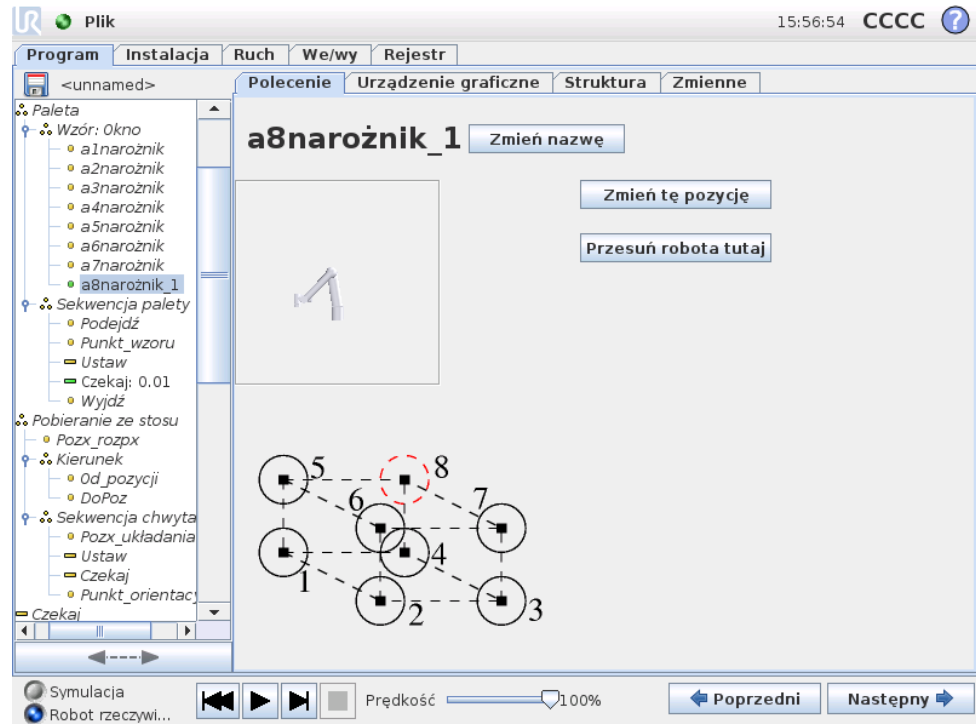 UR Plik 15:56:54 CCCC ?
Program Instalacja Ruch We/wy Rejestr
<unnamed>
Polecenie Urządzenie graficzne Struktura Zmienne
Paleta
Wzór: Okno
a1narożnik
a2narożnik
a3narożnik
a4narożnik
a5narożnik
a6narożnik
a7narożnik
a8narożnik_1
Sekwencja palety
Podejdź
Punkt_wzoru
Ustaw
Czekaj: 0.01
Wyjdź
Pobieranie ze stosu
Pozx_rozpx
Kierunek
Od_pozycji
DoPoz
Sekwencja chwyta
Pozx_układania
Ustaw
Czekaj
Punkt_orientacy
Czekaj
a8narożnik_1 Zmień nazwę
Zmień tę pozycję
Przesuń robota tutaj
5 8
6 7
1 4
2 3
Symulacja
Robot rzeczywi...
Prędkość 100%
Poprzedni Następny